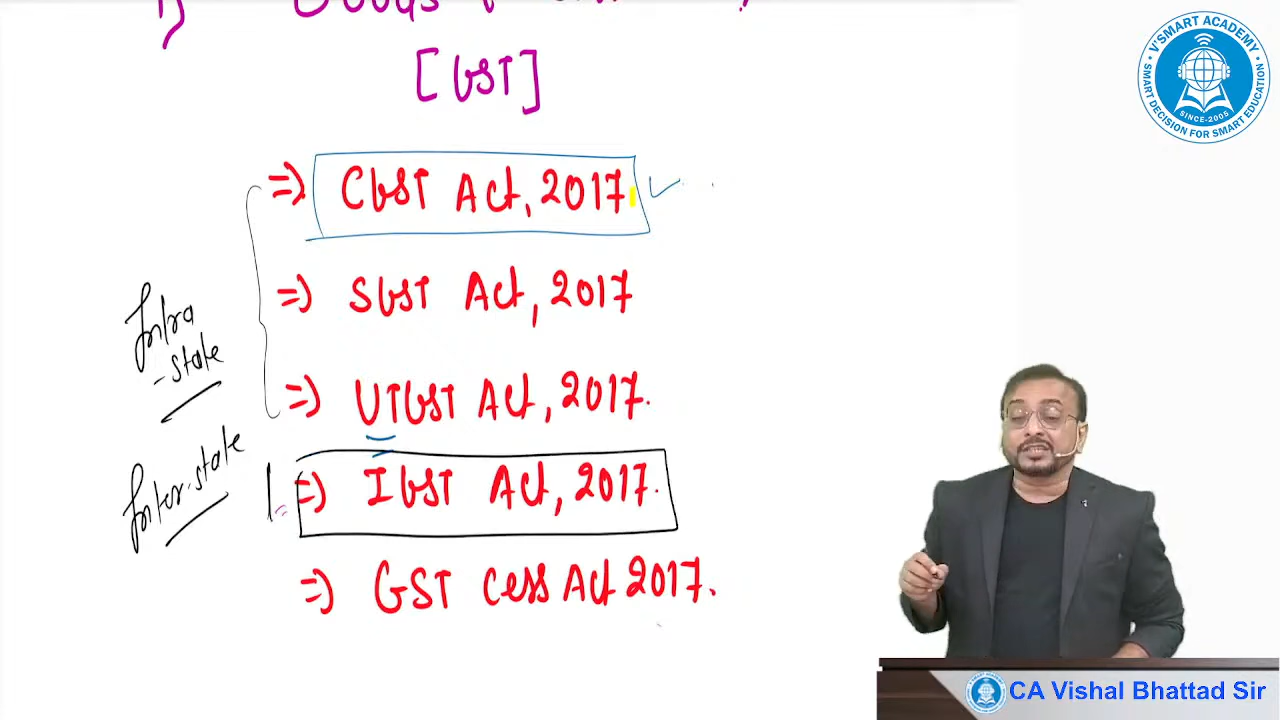 [GST]
=> CGST Act, 2017.
=> SGST Act, 2017
=> UTGST Act, 2017.
=> IGST Act, 2017.
=> GST Cess Act 2017.
Intra
-state
Inter-state
V'SMART ACADEMY
SMART DECISION FOR SMART EDUCATION
SINCE-2005
CA Vishal Bhattad Sir